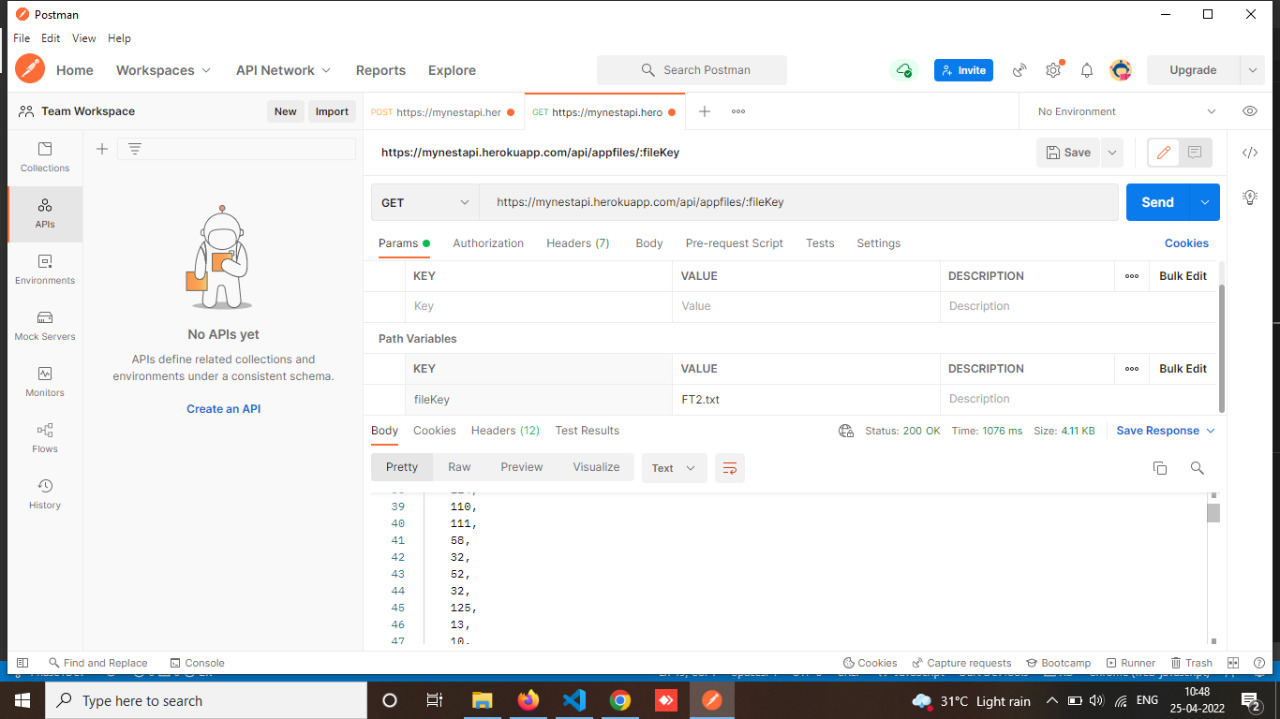 Postman
File Edit View Help
Home Workspaces API Network Reports Explore Search Postman Invite Upgrade
Team Workspace New Import POST https://mynestapi.her GET https://mynestapi.hero No Environment
Collections
https://mynestapi.herokuapp.com/api/appfiles/:fileKey Save
APIs
GET https://mynestapi.herokuapp.com/api/appfiles/:fileKey Send
Params Authorization Headers (7) Body Pre-request Script Tests Settings Cookies
Environments
KEY VALUE DESCRIPTION Bulk Edit
Key Value Description
Mock Servers
No APIs yet
APIs define related collections and
environments under a consistent schema.
Create an API
Path Variables
KEY VALUE DESCRIPTION Bulk Edit
fileKey FT2.txt Description
Monitors
Flows
History
Body Cookies Headers (12) Test Results Status: 200 OK Time: 1076 ms Size: 4.11 KB Save Response
Pretty Raw Preview Visualize Text
39 110,
40 111,
41 58,
42 32,
43 52,
44 32,
45 125,
46 13,
47 10,
Find and Replace Console Cookies Capture requests Bootcamp Runner Trash
Type here to search 31°C Light rain ENG 10:48
25-04-2022 2